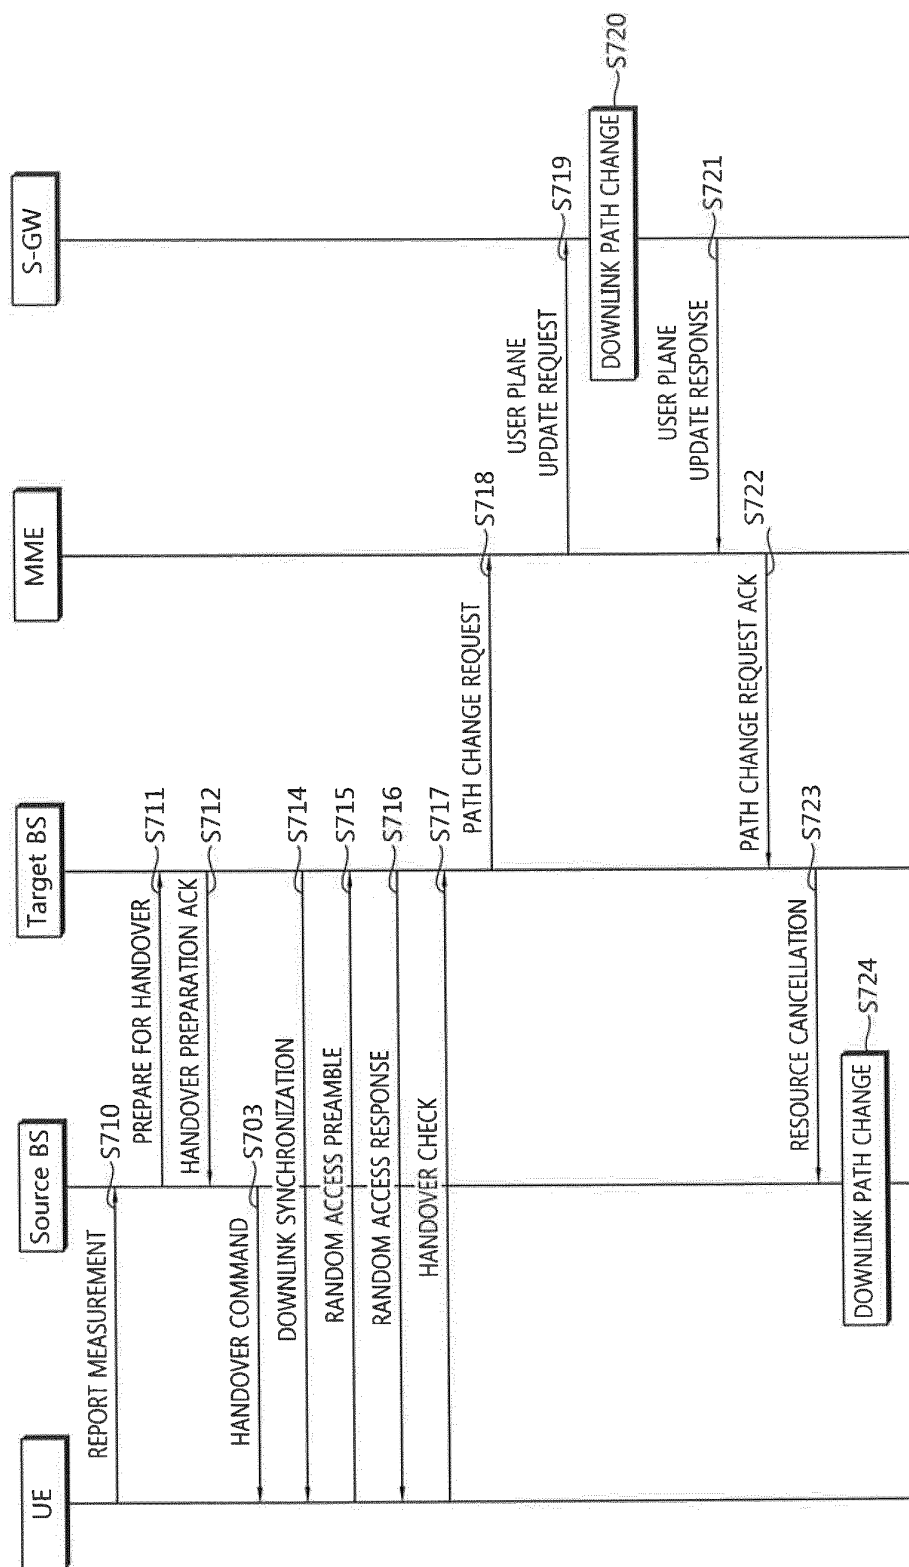 UE
Source BS
Target BS
MME
S-GW
REPORT MEASUREMENT
S710
PREPARE FOR HANDOVER
S711
HANDOVER PREPARATION ACK
S712
HANDOVER COMMAND
S703
DOWNLINK SYNCHRONIZATION
S714
RANDOM ACCESS PREAMBLE
S715
RANDOM ACCESS RESPONSE
S716
HANDOVER CHECK
S717
PATH CHANGE REQUEST
S718
USER PLANE
UPDATE REQUEST
S719
DOWNLINK PATH CHANGE
S720
USER PLANE
UPDATE RESPONSE
S721
PATH CHANGE REQUEST ACK
S722
RESOURCE CANCELLATION
S723
DOWNLINK PATH CHANGE
S724